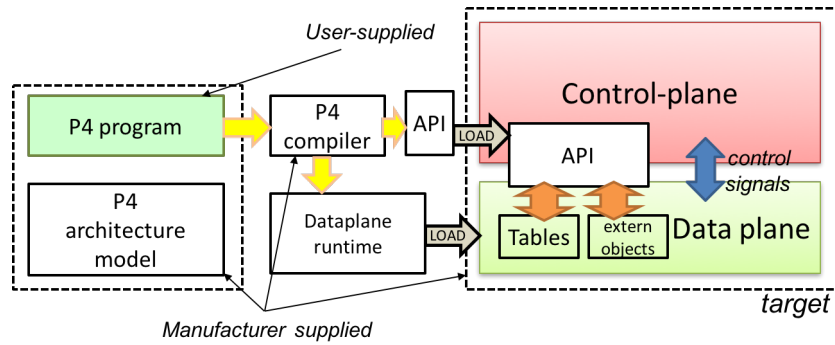 User-supplied
P4 program
P4
compiler
API
LOAD
Control-plane
API
control
signals
P4
architecture
model
Dataplane
runtime
LOAD
Tables
extern
objects
Data plane
target
Manufacturer supplied